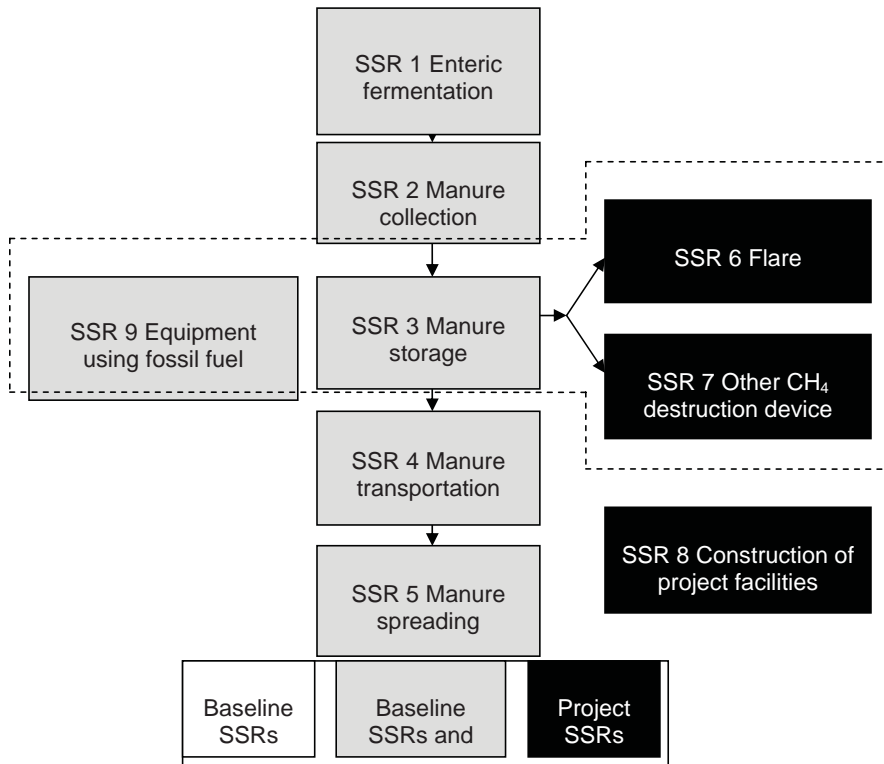 SSR 1 Enteric
fermentation
SSR 2 Manure
collection
SSR 6 Flare
SSR 9 Equipment
using fossil fuel
SSR 3 Manure
storage
SSR 7 Other CH₄
destruction device
SSR 4 Manure
transportation
SSR 8 Construction of
project facilities
SSR 5 Manure
spreading
Baseline
SSRs
Baseline
SSRs and
Project
SSRs